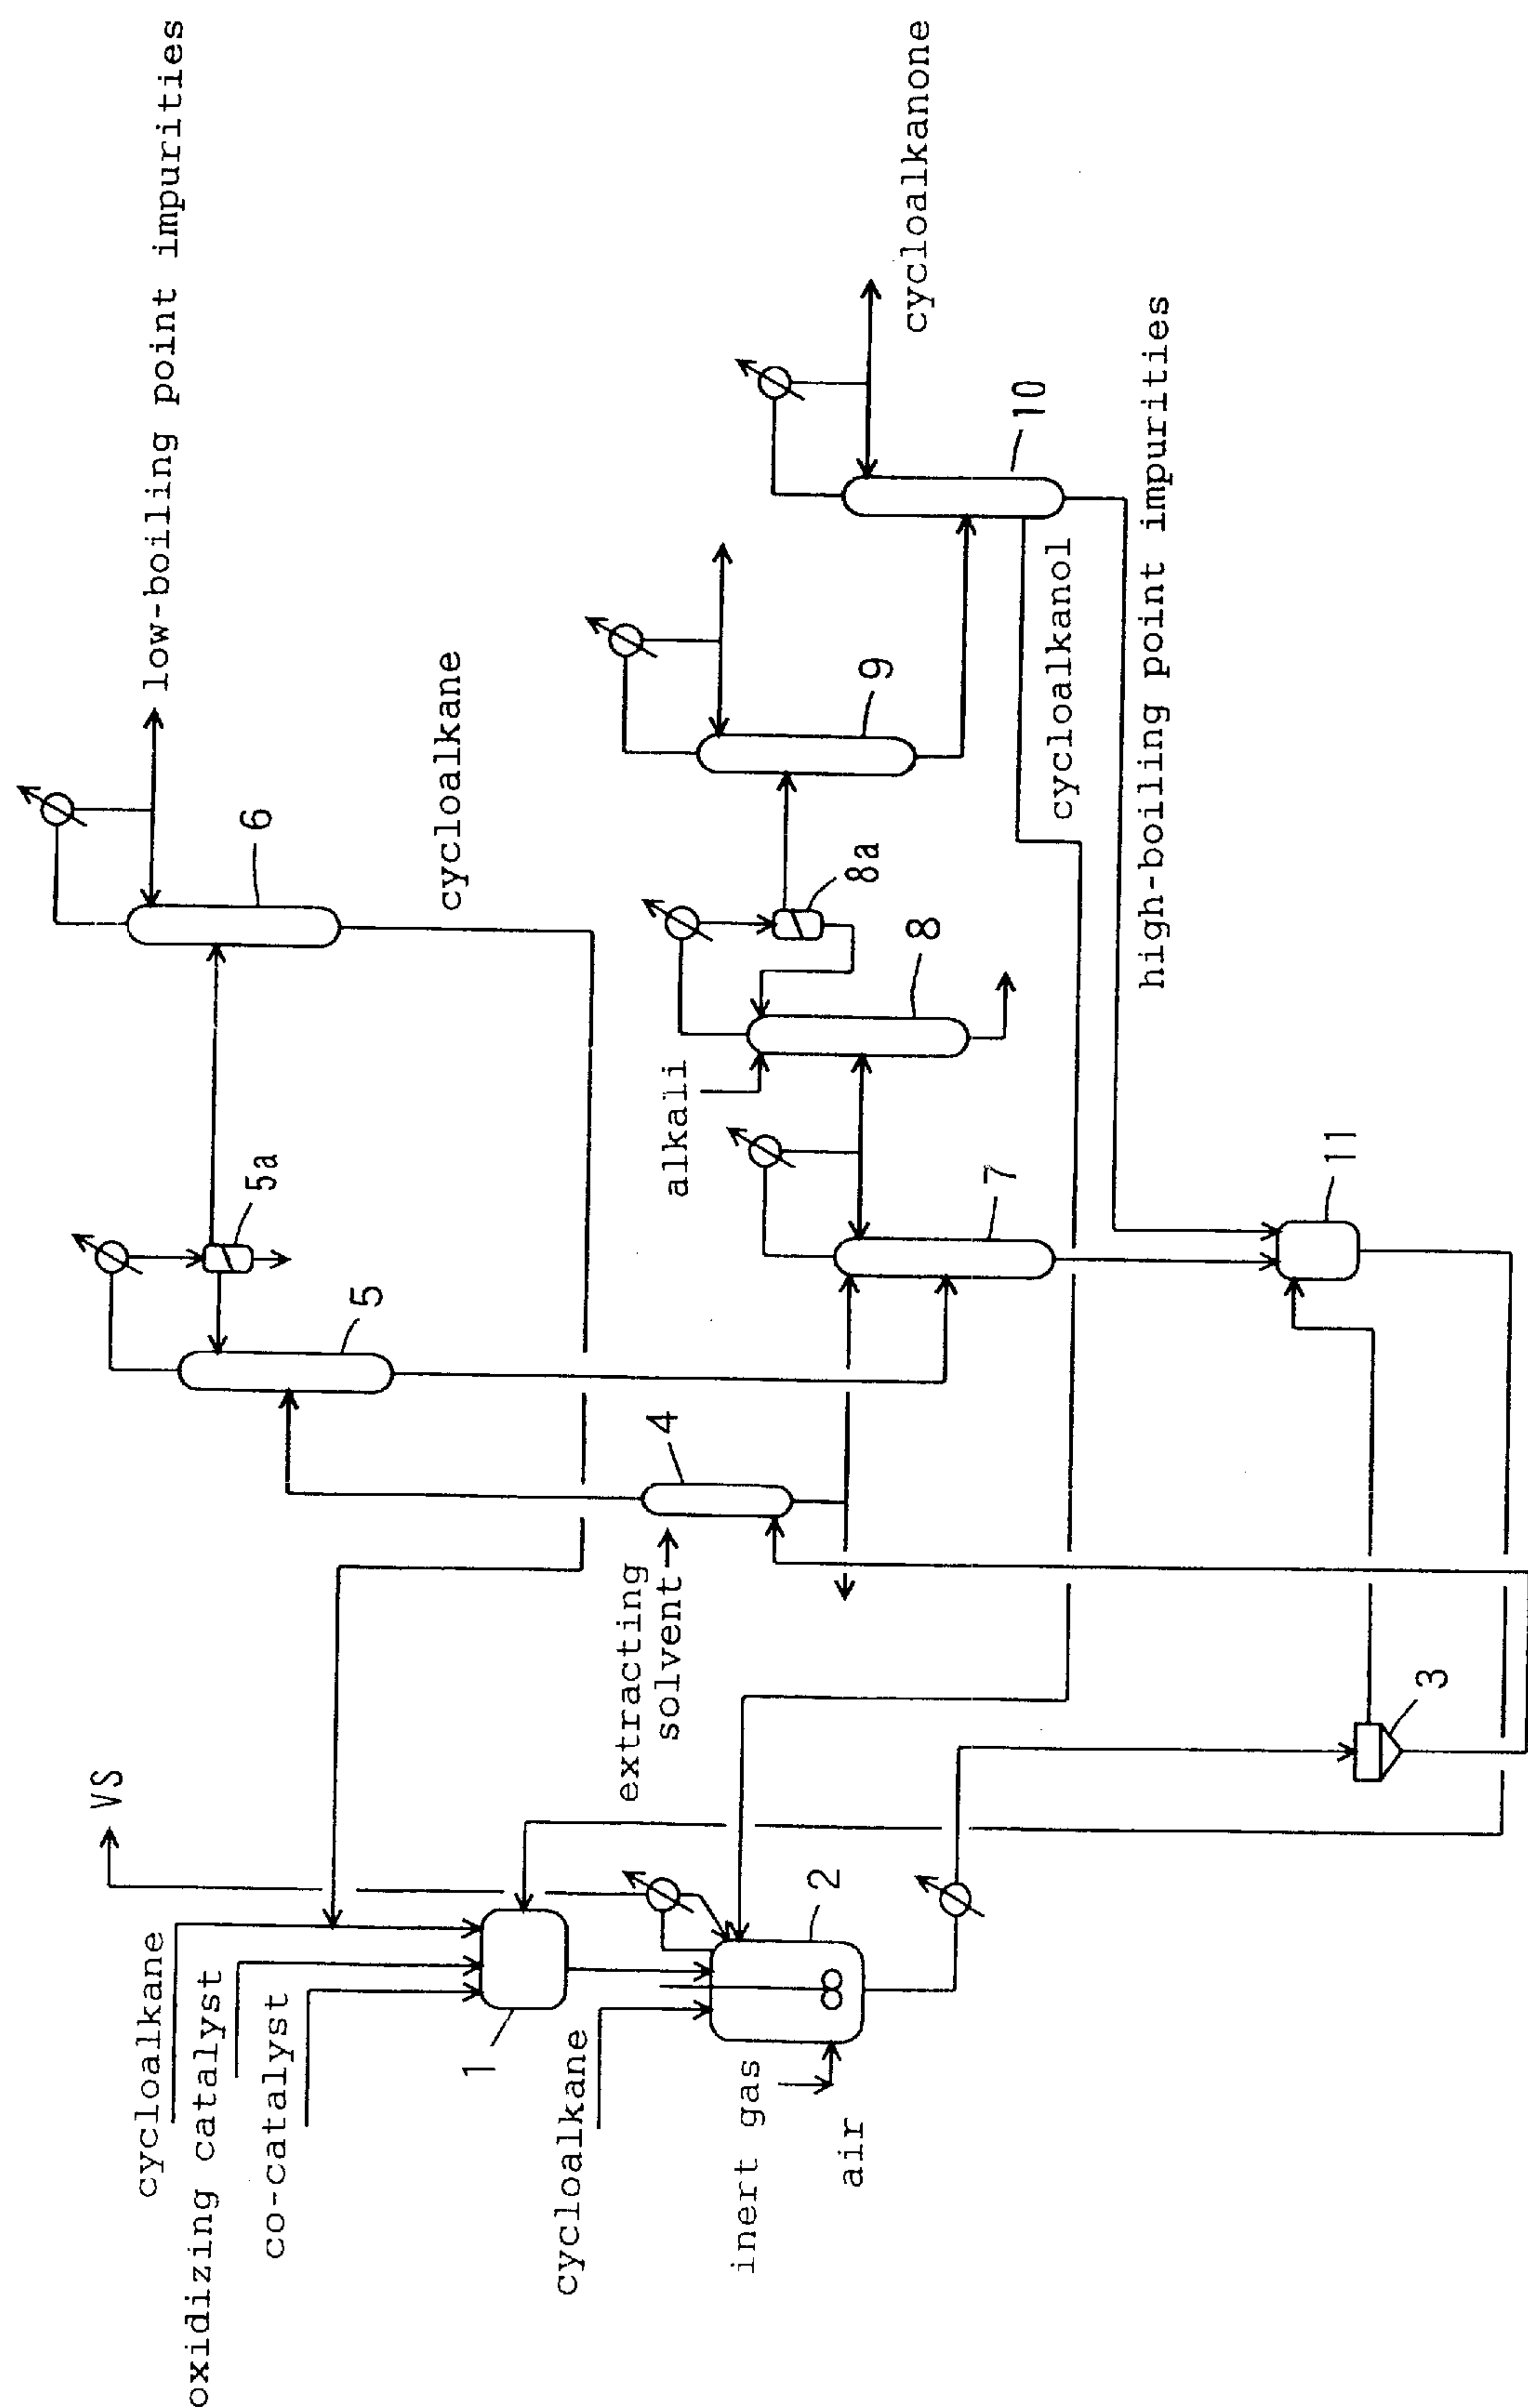 cycloalkane
oxidizing catalyst
co-catalyst
VS
1
cycloalkane
inert gas
air
2
extracting
solvent
3
4
5
5a
low-boiling point impurities
6
cycloalkane
7
alkali
8
8a
9
10
cycloalkanone
cycloalkanol
high-boiling point impurities
11